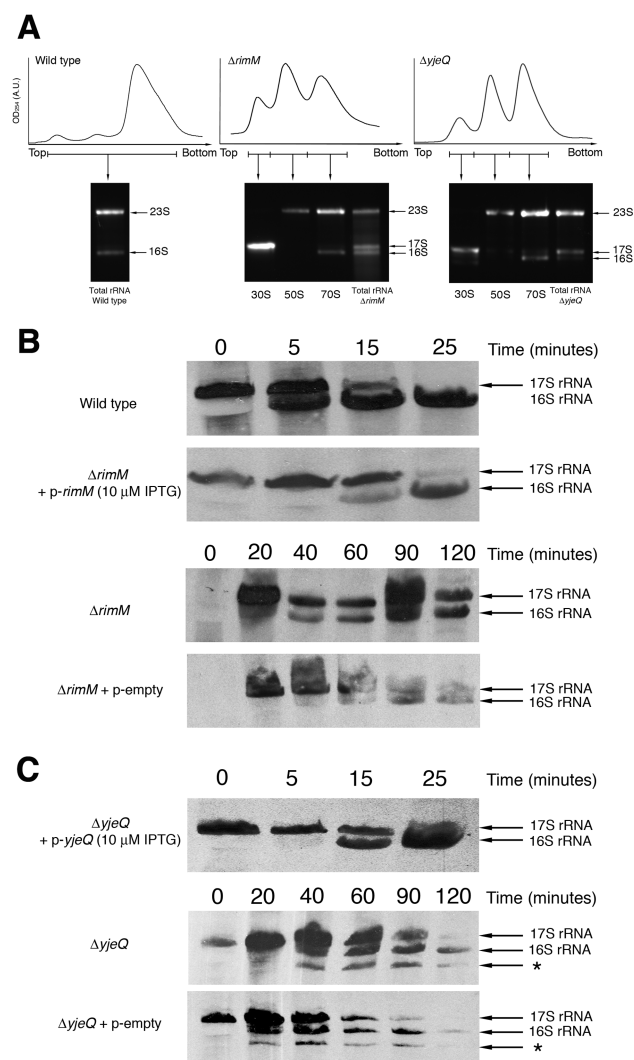 A
Wild type
ΔrimM
ΔyjeQ
OD254 (A.U.)
Top Bottom
Top Bottom
Top Bottom
23S
16S
Total rRNA
Wild type
23S
17S
16S
30S 50S 70S Total rRNA
ΔrimM
23S
17S
16S
30S 50S 70S Total rRNA
ΔyjeQ
B
0 5 15 25 Time (minutes)
Wild type
17S rRNA
16S rRNA
ΔrimM
+ p-rimM (10 µM IPTG)
17S rRNA
16S rRNA
0 20 40 60 90 120 Time (minutes)
ΔrimM
17S rRNA
16S rRNA
ΔrimM + p-empty
17S rRNA
16S rRNA
C
0 5 15 25 Time (minutes)
ΔyjeQ
+ p-yjeQ (10 µM IPTG)
17S rRNA
16S rRNA
0 20 40 60 90 120 Time (minutes)
ΔyjeQ
17S rRNA
16S rRNA
*
ΔyjeQ + p-empty
17S rRNA
16S rRNA
*